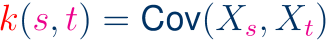 k(s, t) = Cov(X_s, X_t)